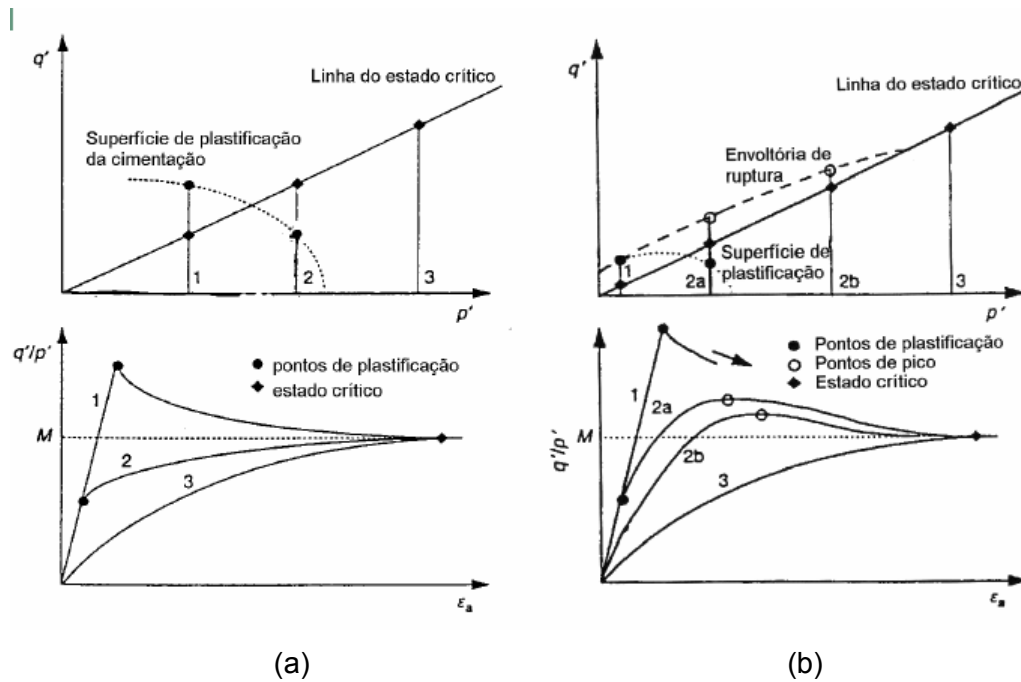 q'
Linha do estado crítico
Superfície de plastificação
da cimentação
1
2
3
p'
q'/p'
pontos de plastificação
estado crítico
1
M
2
3
εa
(a)
q'
Linha do estado crítico
Envoltória de
ruptura
Superfície de
plastificação
1
2a
2b
3
p'
q'/p'
Pontos de plastificação
Pontos de pico
Estado crítico
1
2a
M
2b
3
εa
(b)